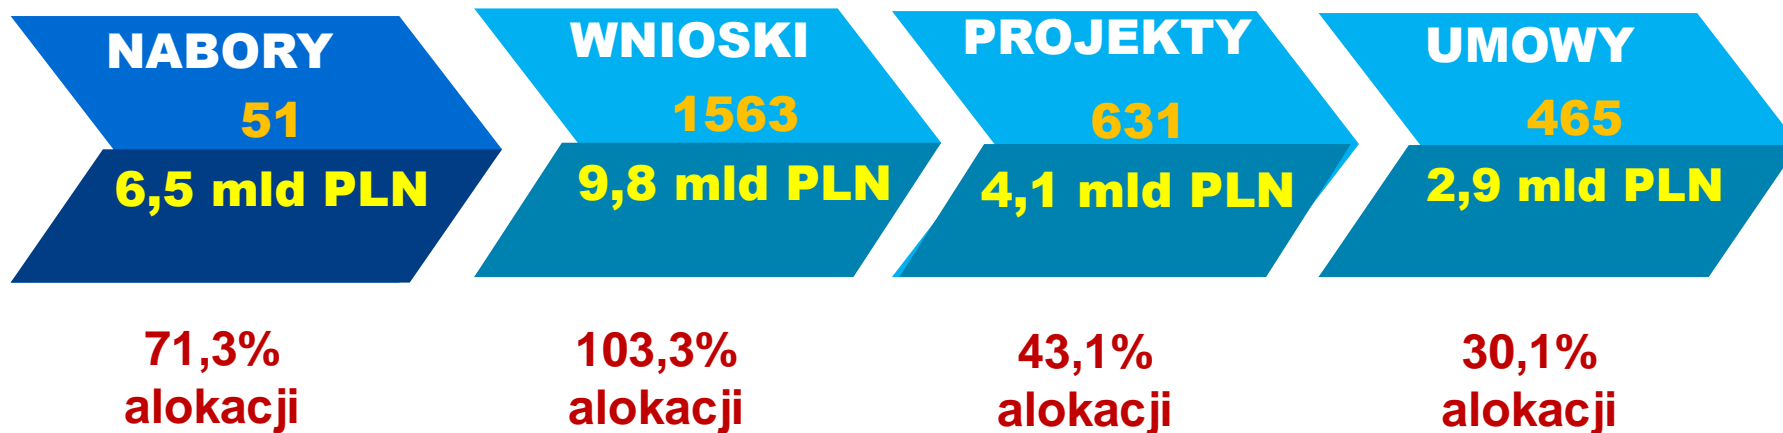 NABORY
51
6,5 mld PLN
71,3%
alokacji
WNIOSKI
1563
9,8 mld PLN
103,3%
alokacji
PROJEKTY
631
4,1 mld PLN
43,1%
alokacji
UMOWY
465
2,9 mld PLN
30,1%
alokacji